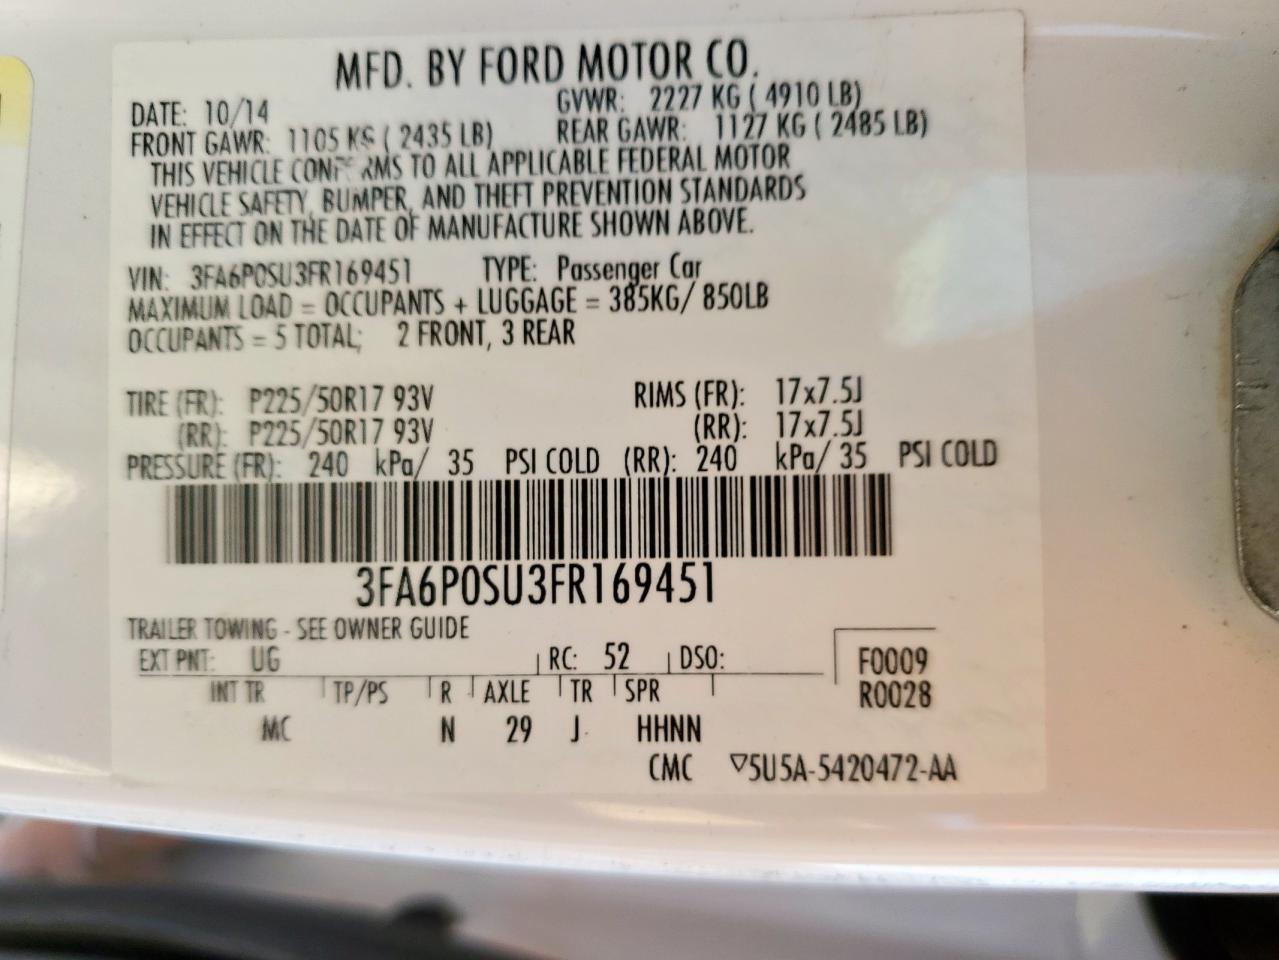 MFD. BY FORD MOTOR CO.
DATE: 10/14 GVWR: 2227 KG ( 4910 LB)
FRONT GAWR: 1105 KG ( 2435 LB) REAR GAWR: 1127 KG ( 2485 LB)
THIS VEHICLE CONFORMS TO ALL APPLICABLE FEDERAL MOTOR
VEHICLE SAFETY, BUMPER, AND THEFT PREVENTION STANDARDS
IN EFFECT ON THE DATE OF MANUFACTURE SHOWN ABOVE.
VIN: 3FA6P0SU3FR169451 TYPE: Passenger Car
MAXIMUM LOAD = OCCUPANTS + LUGGAGE = 385KG/ 850LB
OCCUPANTS = 5 TOTAL; 2 FRONT, 3 REAR
TIRE (FR): P225/50R17 93V RIMS (FR): 17x7.5J
(RR): P225/50R17 93V (RR): 17x7.5J
PRESSURE (FR): 240 kPa/ 35 PSI COLD (RR): 240 kPa/ 35 PSI COLD
3FA6P0SU3FR169451
TRAILER TOWING - SEE OWNER GUIDE
EXT PNT: UG RC: 52 DSO: F0009
INT TR TP/PS R AXLE TR SPR R0028
MC N 29 J HHNN
CMC ▽5U5A-5420472-AA